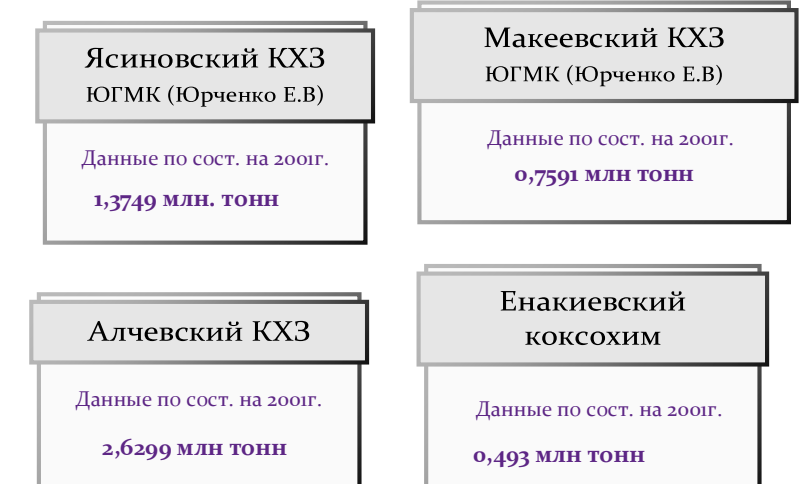 Ясиновский КХЗ
ЮГМК (Юрченко Е.В)
Данные по сост. на 2001г.
1,3749 млн. тонн
Макеевский КХЗ
ЮГМК (Юрченко Е.В)
Данные по сост. на 2001г.
0,7591 млн тонн
Алчевский КХЗ
Данные по сост. на 2001г.
2,6299 млн тонн
Енакиевский
коксохим
Данные по сост. на 2001г.
0,493 млн тонн